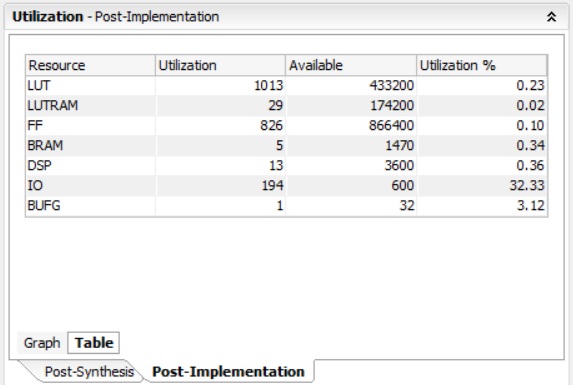 Utilization - Post-Implementation
Resource Utilization Available Utilization %
LUT 1013 433200 0.23
LUTRAM 29 174200 0.02
FF 826 866400 0.10
BRAM 5 1470 0.34
DSP 13 3600 0.36
IO 194 600 32.33
BUFG 1 32 3.12
Graph Table
Post-Synthesis Post-Implementation